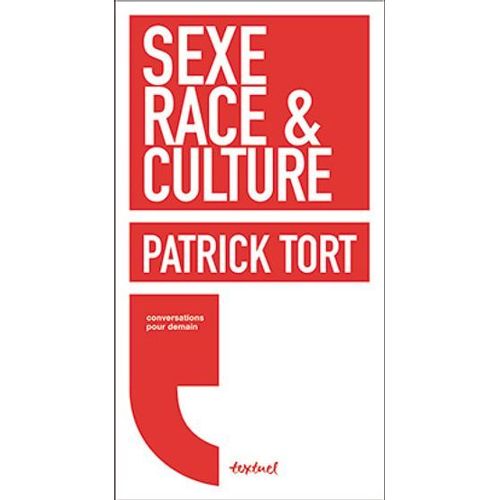 SEXE
RACE &
CULTURE
PATRICK TORT
conversations
pour demain
textuel